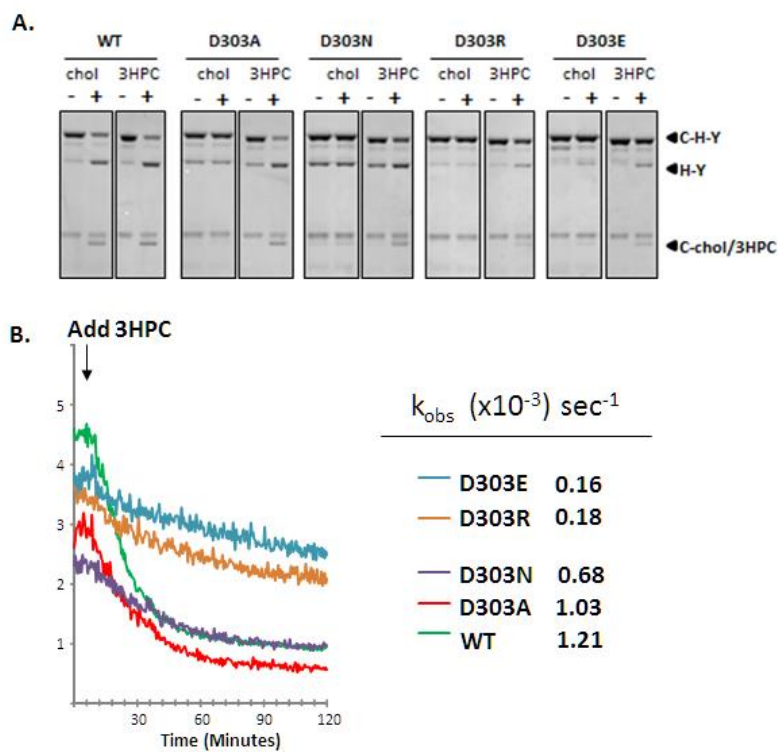 A.
WT D303A D303N D303R D303E
chol 3HPC chol 3HPC chol 3HPC chol 3HPC chol 3HPC
- + - + - + - + - + - + - + - + - + - +
C-H-Y
H-Y
C-chol/3HPC
B.
Add 3HPC
k_obs (x10⁻³) sec⁻¹
5
4
3
2
1
D303E 0.16
D303R 0.18
D303N 0.68
D303A 1.03
WT 1.21
30 60 90 120
Time (Minutes)